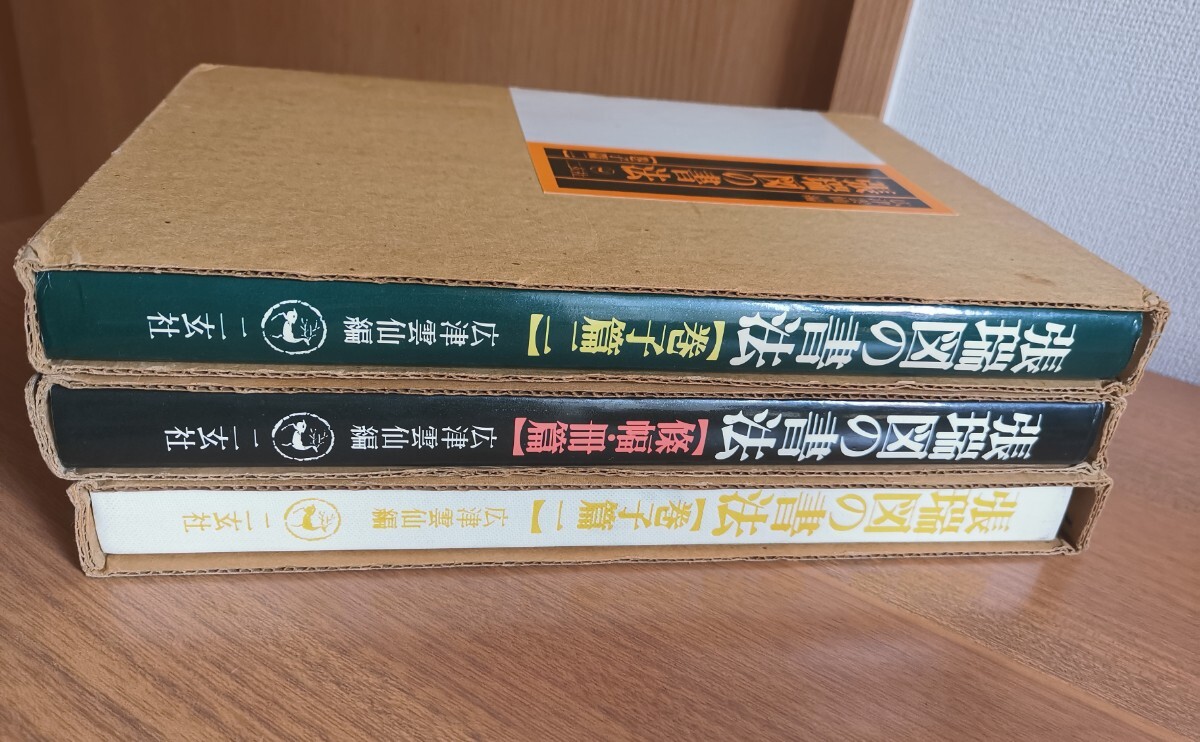 張瑞図の書法
張瑞図の書法【巻子篇二】広津雲仙編 二玄社
張瑞図の書法【條幅・冊篇】広津雲仙編 二玄社
張瑞図の書法【巻子篇一】広津雲仙編 二玄社